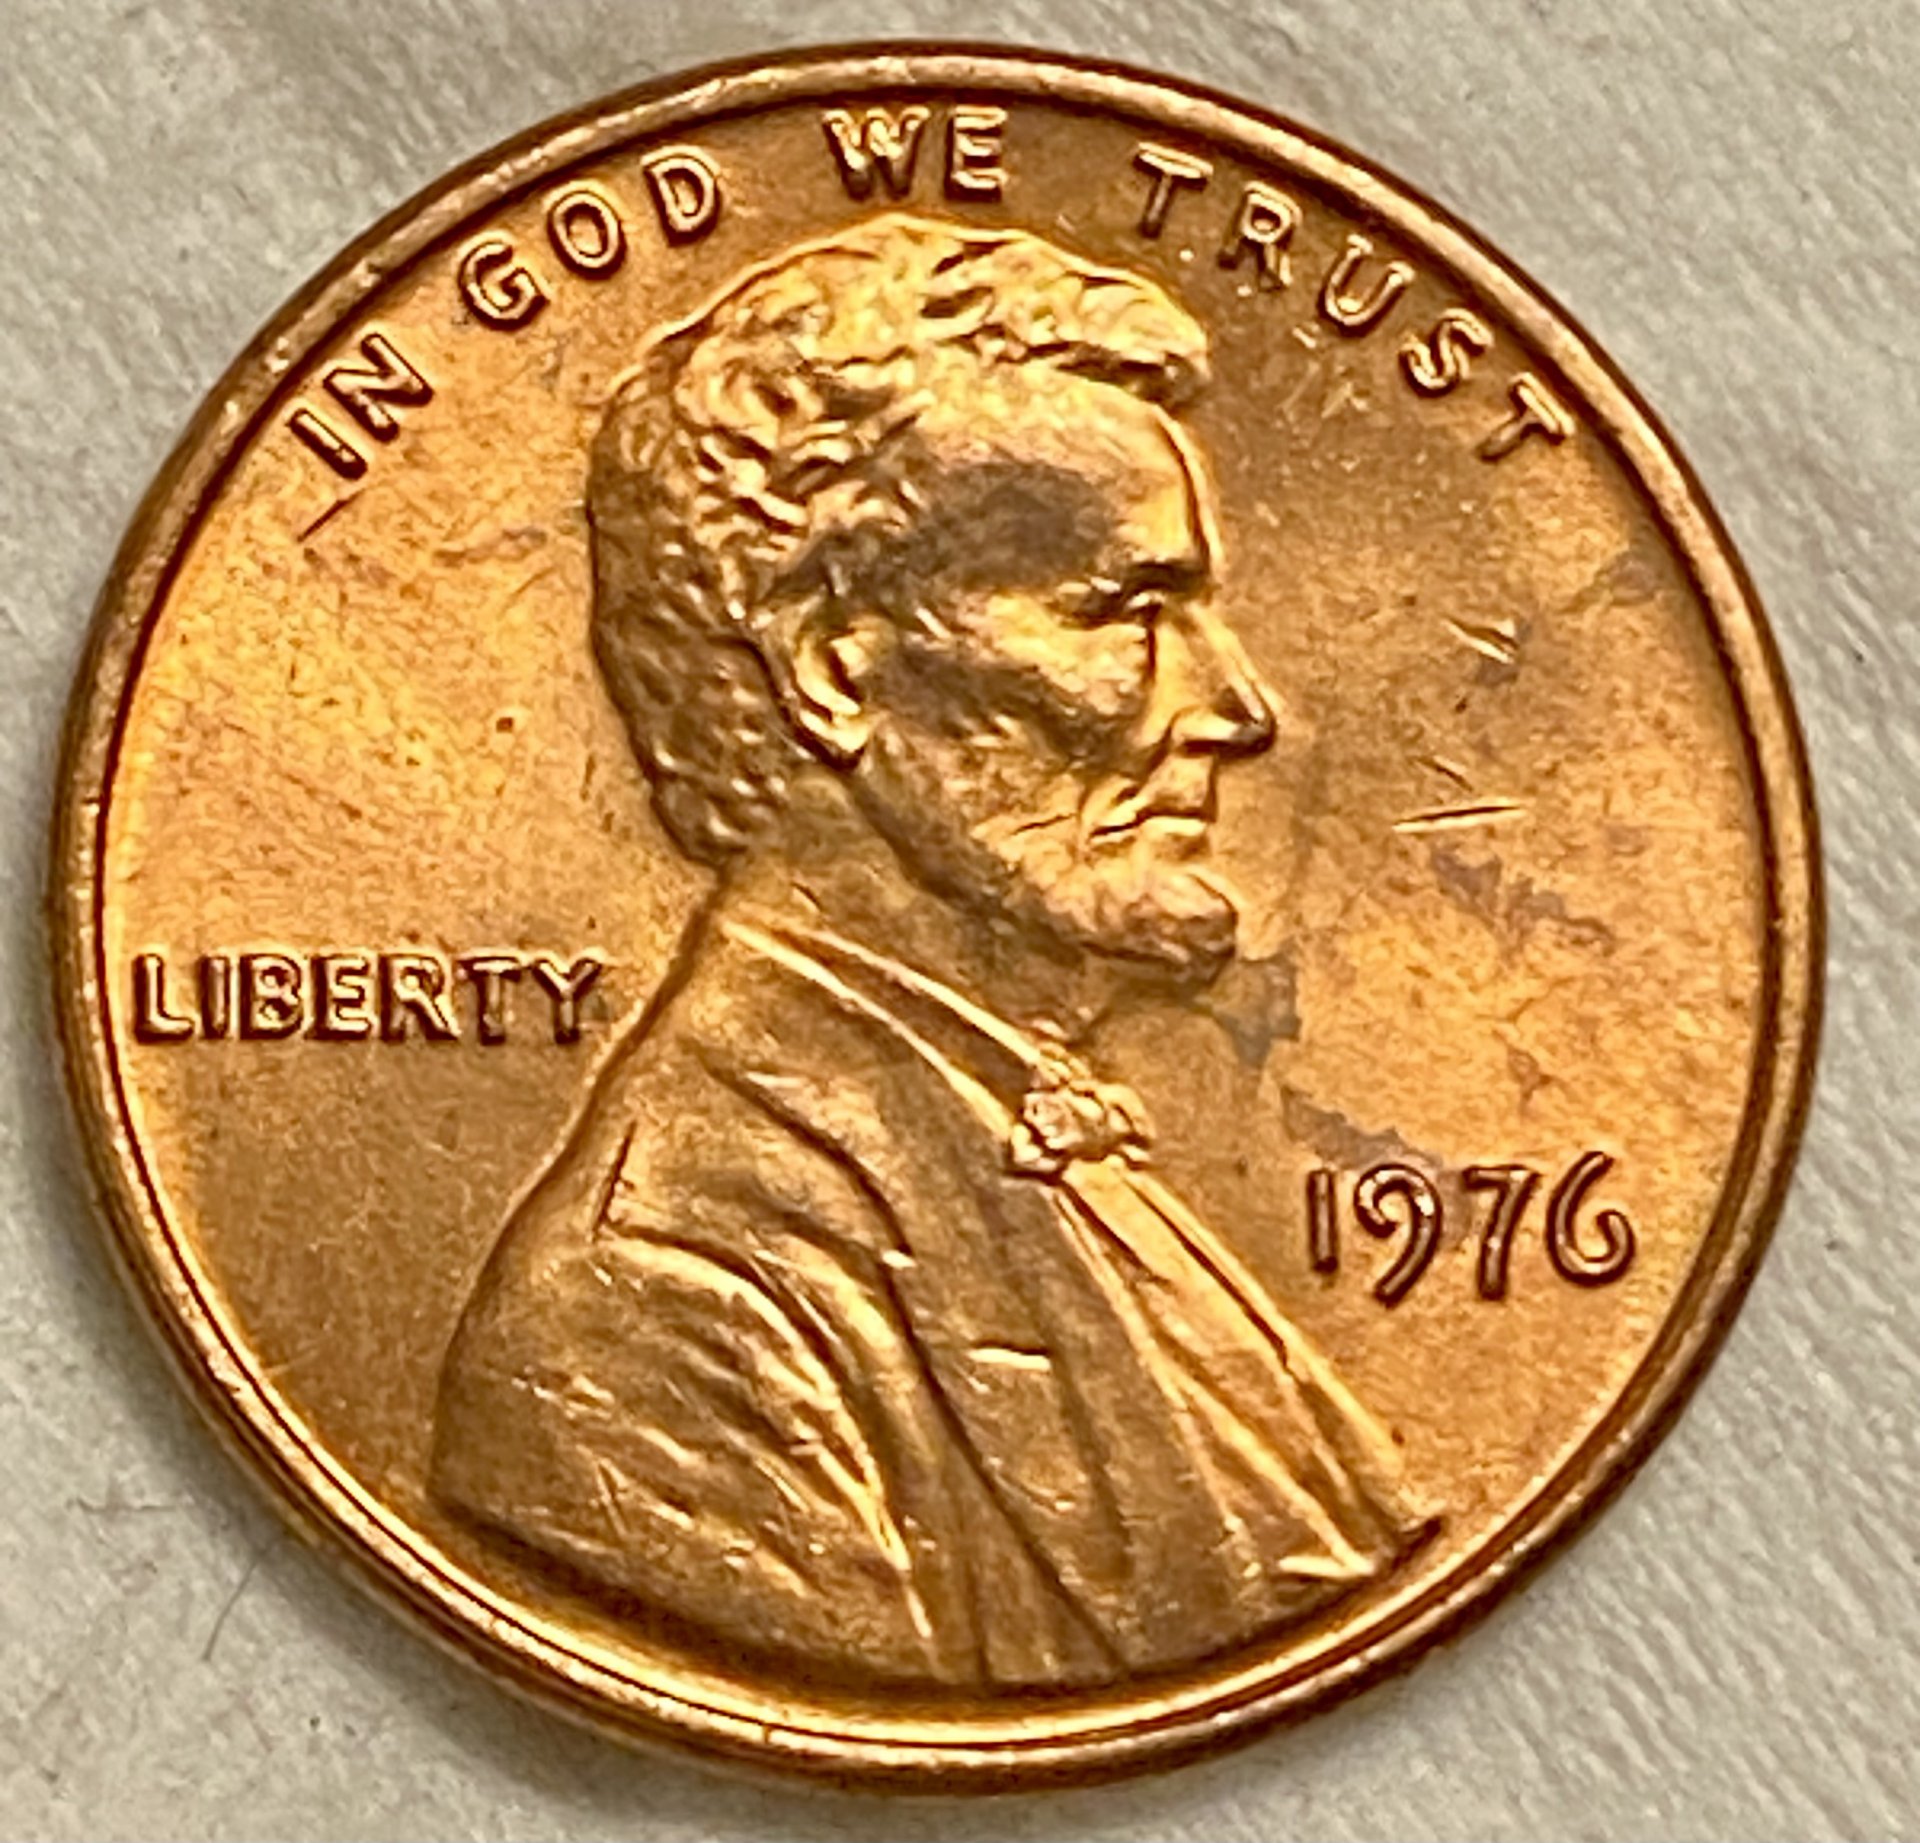 IN GOD WE TRUST
LIBERTY
1976